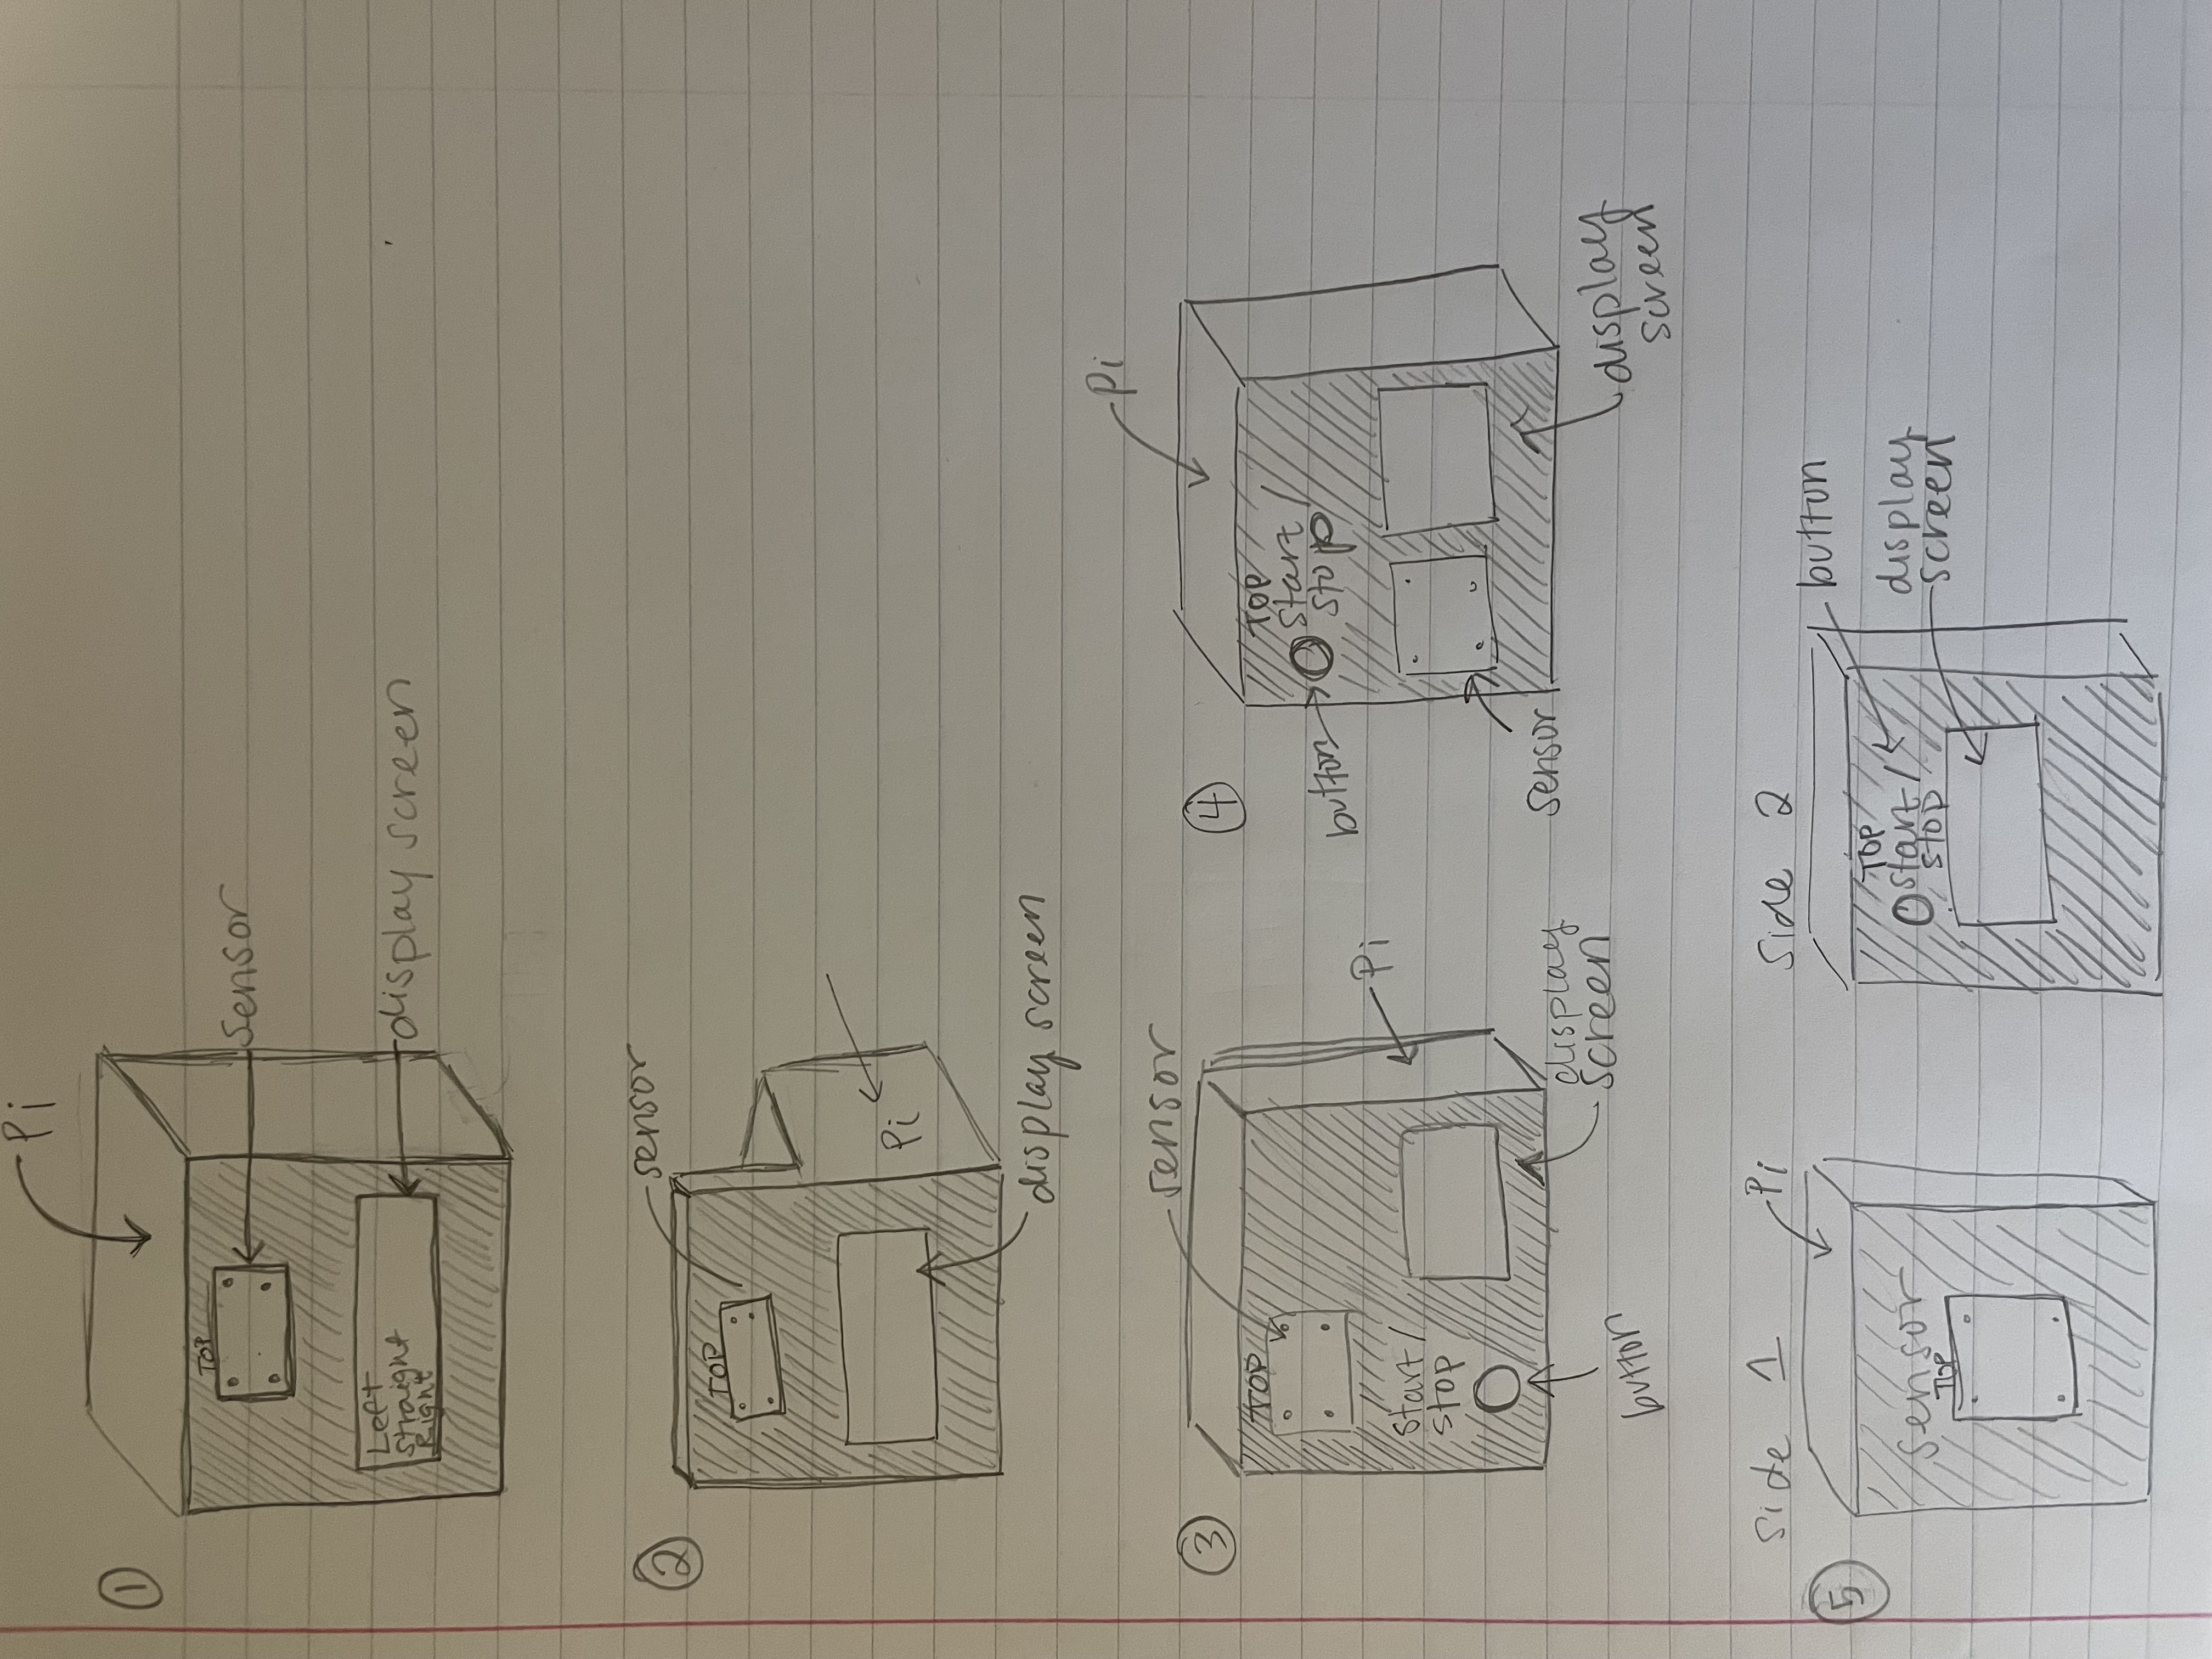 Pi
①
TOP
sensor
Left
Straight
Right
display screen
②
sensor
TOP
Pi
display screen
③
sensor
TOP
Pi
start/
stop
display
screen
button
④
Pi
TOP
start/
stop
button
sensor
display
screen
⑤
Side 1
Pi
sensor
TOP
Side 2
button
TOP
start/
stop
display
screen